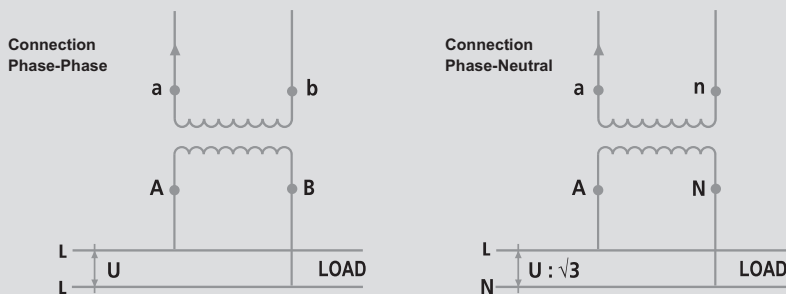 Connection
Phase-Phase
a
b
A
B
L
U
LOAD
L
Connection
Phase-Neutral
a
n
A
N
L
U : √3
LOAD
N